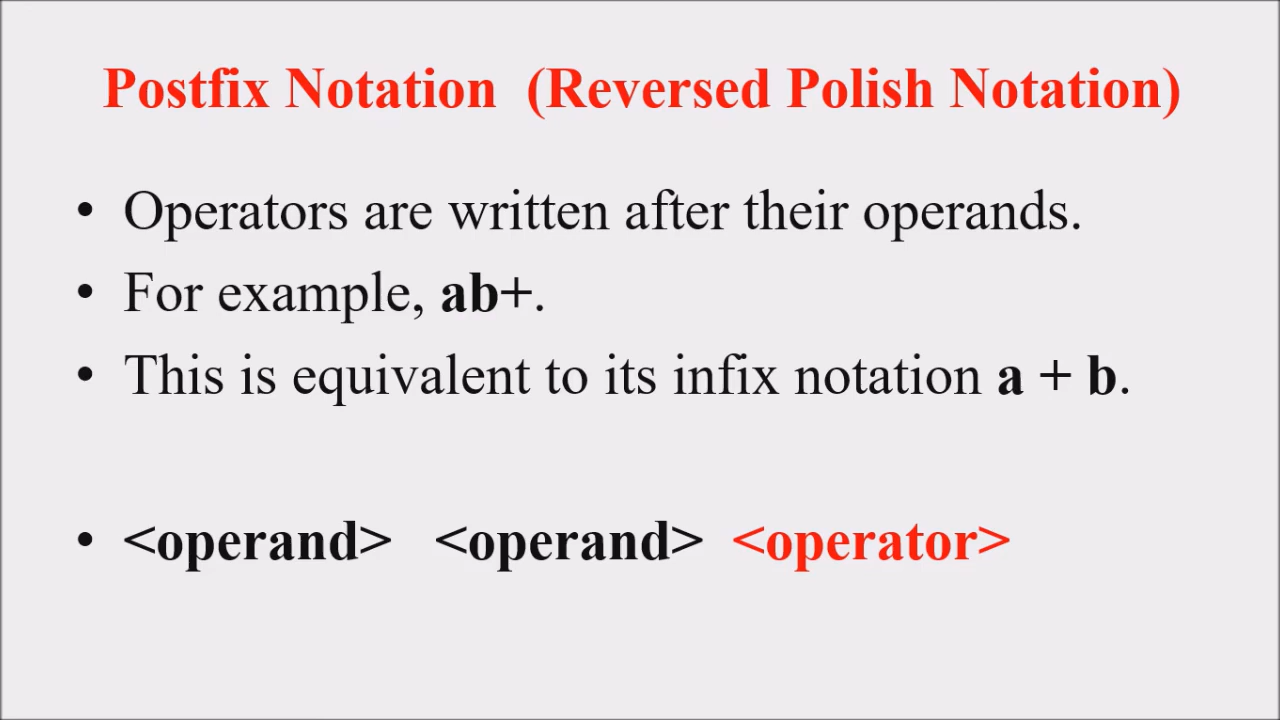 Postfix Notation (Reversed Polish Notation)
• Operators are written after their operands.
• For example, ab+.
• This is equivalent to its infix notation a + b.
• <operand> <operand> <operator>